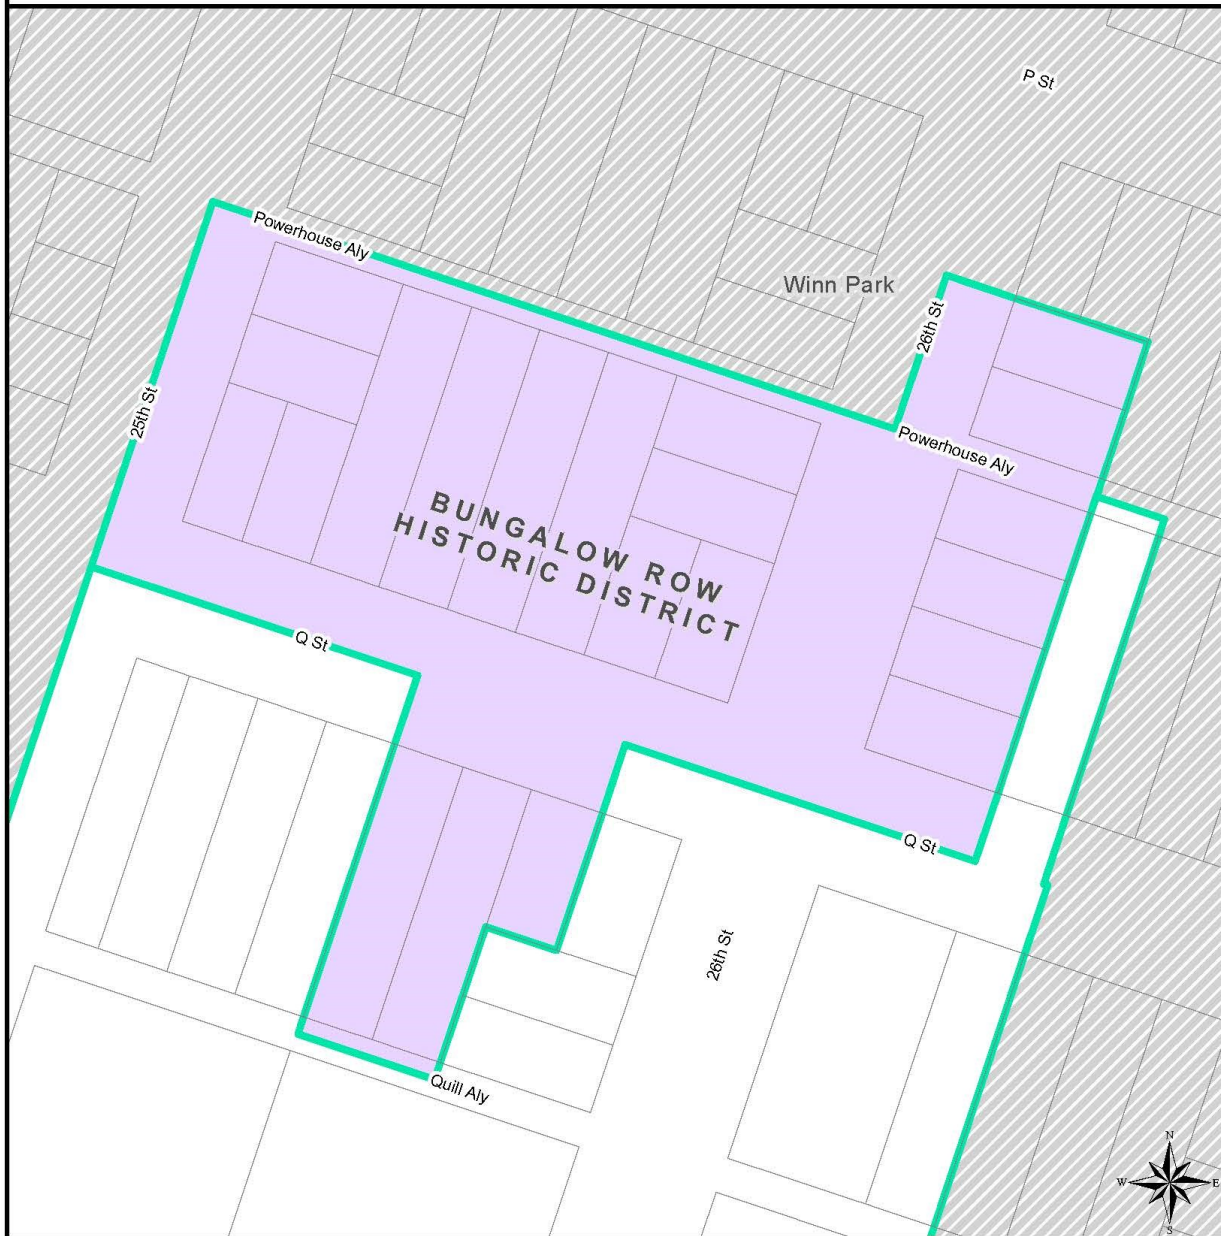 P St
Powerhouse Aly
Winn Park
26th St
25th St
Powerhouse Aly
BUNGALOW ROW
HISTORIC DISTRICT
Q St
Q St
26th St
Quill Aly
N
W
E
S